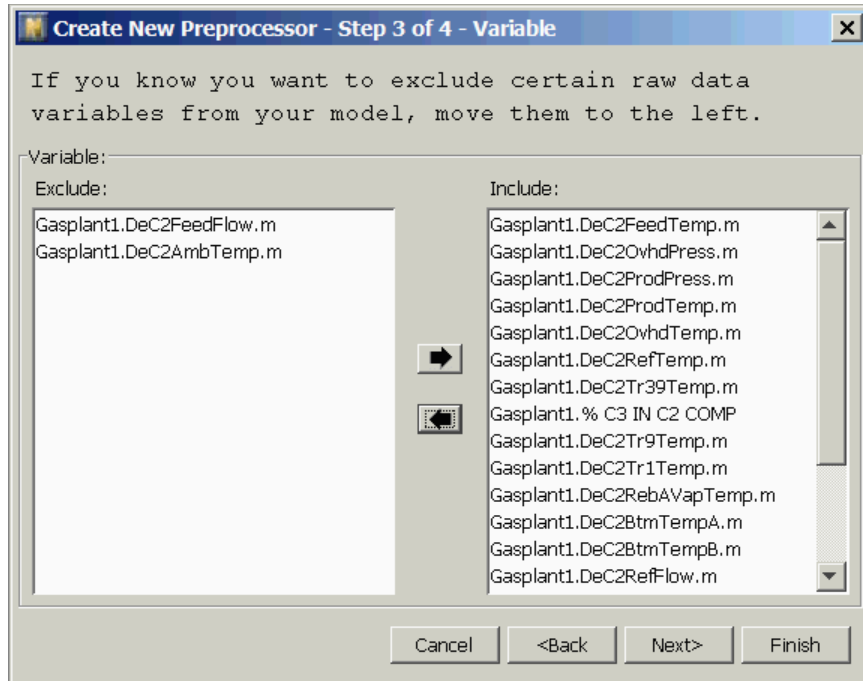 Create New Preprocessor - Step 3 of 4 - Variable
If you know you want to exclude certain raw data
variables from your model, move them to the left.
Variable:
Exclude:
Gasplant1.DeC2FeedFlow.m
Gasplant1.DeC2AmbTemp.m
Include:
Gasplant1.DeC2FeedTemp.m
Gasplant1.DeC2OvhdPress.m
Gasplant1.DeC2ProdPress.m
Gasplant1.DeC2ProdTemp.m
Gasplant1.DeC2OvhdTemp.m
Gasplant1.DeC2RefTemp.m
Gasplant1.DeC2Tr39Temp.m
Gasplant1.% C3 IN C2 COMP
Gasplant1.DeC2Tr9Temp.m
Gasplant1.DeC2Tr1Temp.m
Gasplant1.DeC2RebAVapTemp.m
Gasplant1.DeC2BtmTempA.m
Gasplant1.DeC2BtmTempB.m
Gasplant1.DeC2RefFlow.m
Cancel <Back Next> Finish